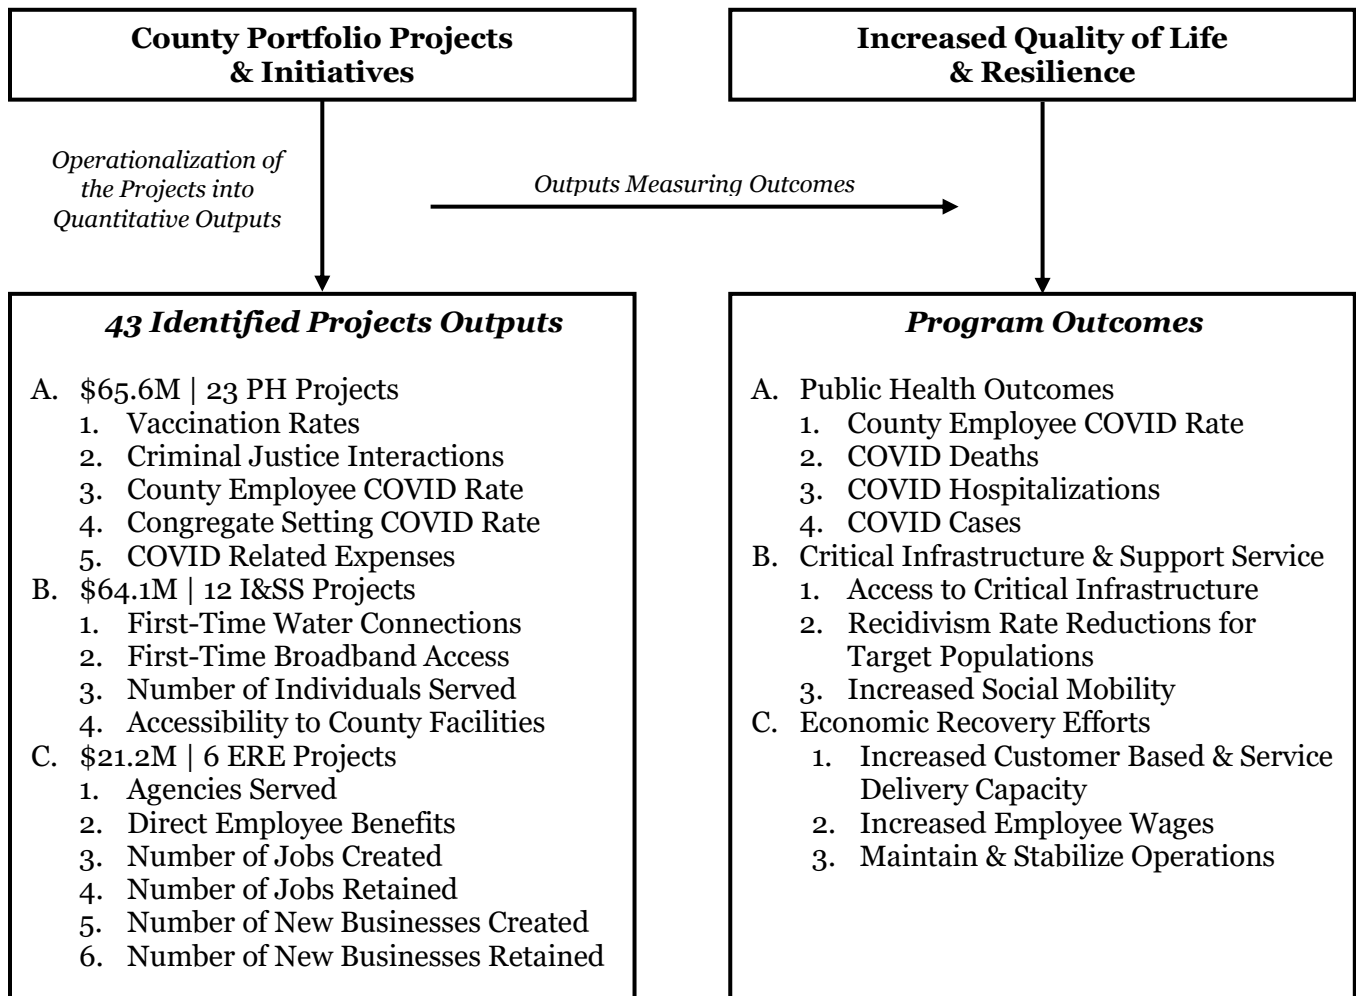 County Portfolio Projects
& Initiatives
Increased Quality of Life
& Resilience
Operationalization of
the Projects into
Quantitative Outputs
Outputs Measuring Outcomes
43 Identified Projects Outputs
A. $65.6M | 23 PH Projects
1. Vaccination Rates
2. Criminal Justice Interactions
3. County Employee COVID Rate
4. Congregate Setting COVID Rate
5. COVID Related Expenses
B. $64.1M | 12 I&SS Projects
1. First-Time Water Connections
2. First-Time Broadband Access
3. Number of Individuals Served
4. Accessibility to County Facilities
C. $21.2M | 6 ERE Projects
1. Agencies Served
2. Direct Employee Benefits
3. Number of Jobs Created
4. Number of Jobs Retained
5. Number of New Businesses Created
6. Number of New Businesses Retained
Program Outcomes
A. Public Health Outcomes
1. County Employee COVID Rate
2. COVID Deaths
3. COVID Hospitalizations
4. COVID Cases
B. Critical Infrastructure & Support Service
1. Access to Critical Infrastructure
2. Recidivism Rate Reductions for
Target Populations
3. Increased Social Mobility
C. Economic Recovery Efforts
1. Increased Customer Based & Service
Delivery Capacity
2. Increased Employee Wages
3. Maintain & Stabilize Operations